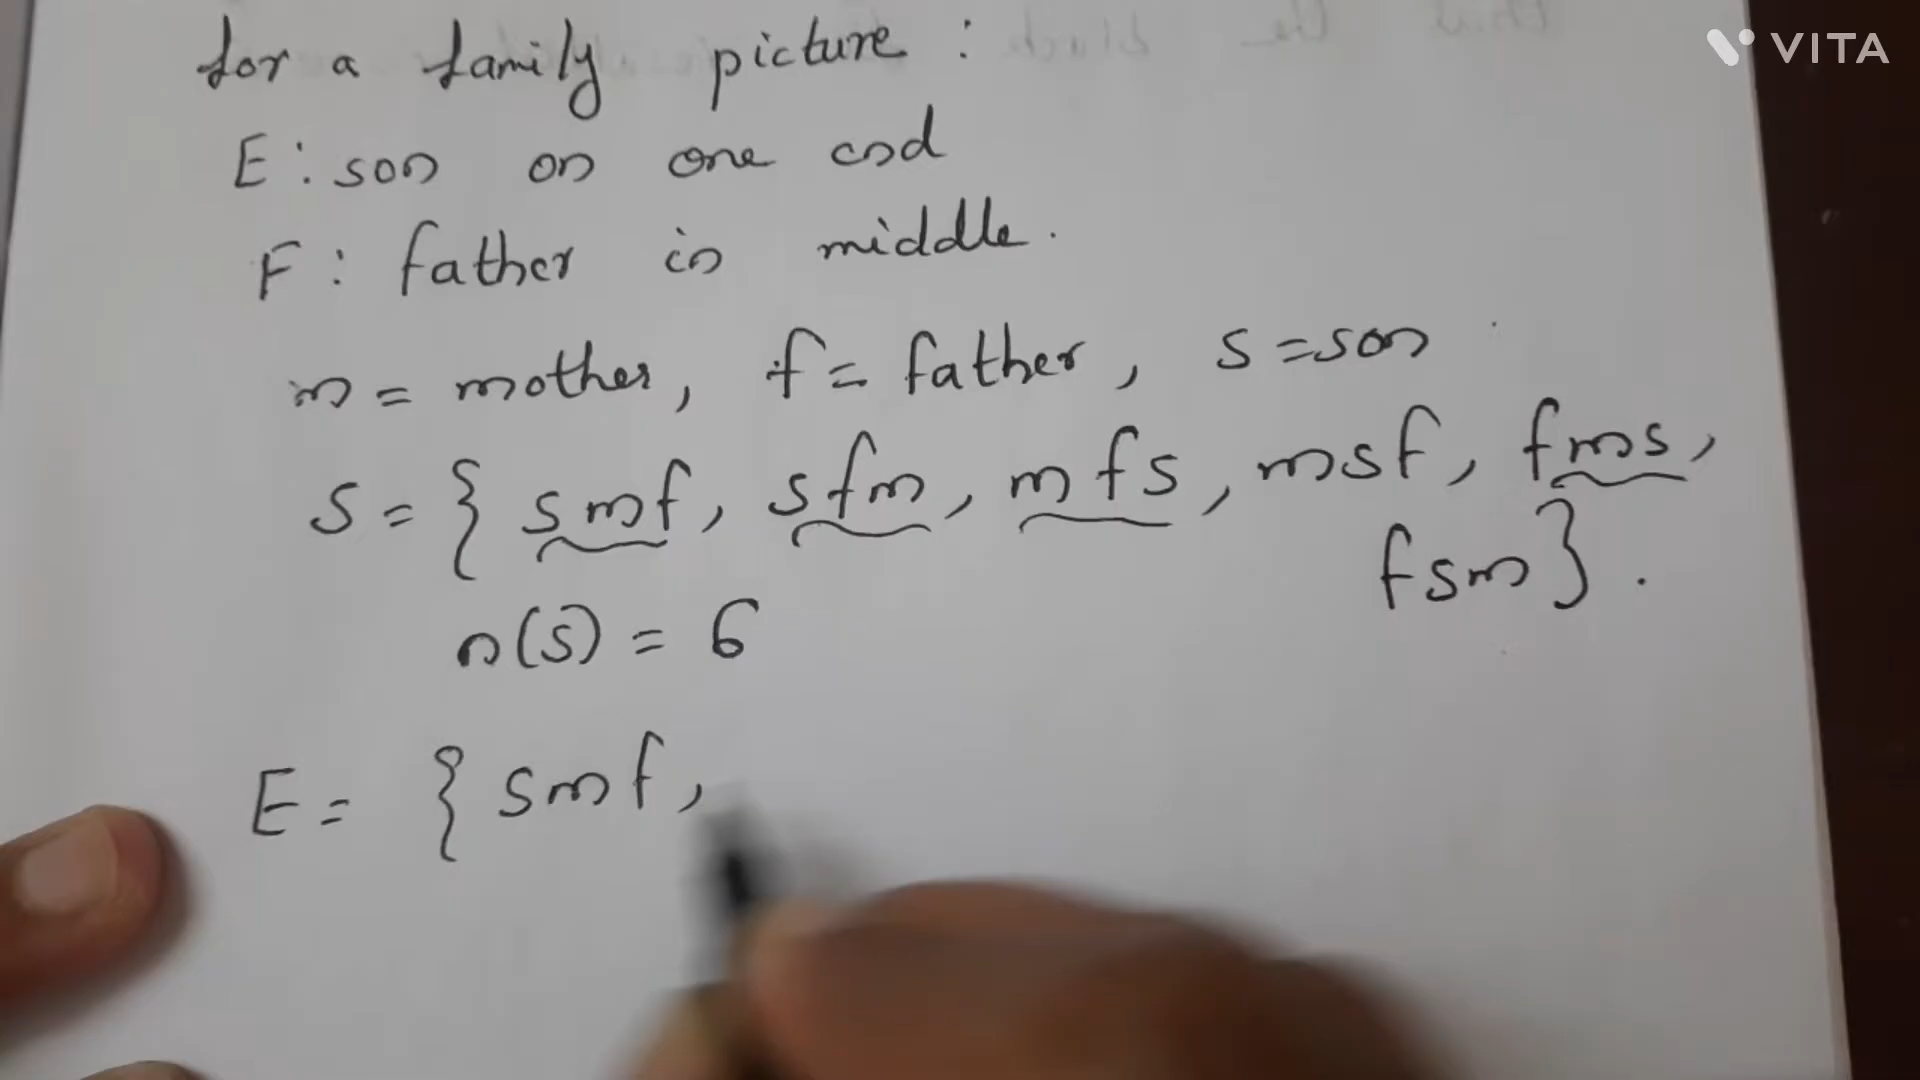 for a family picture :
E : son on one end
F : father in middle.
m = mother, f = father, s = son
S = { smf, sfm, mfs, msf, fms,
fsm } .
n(S) = 6
E = { smf,
VITA